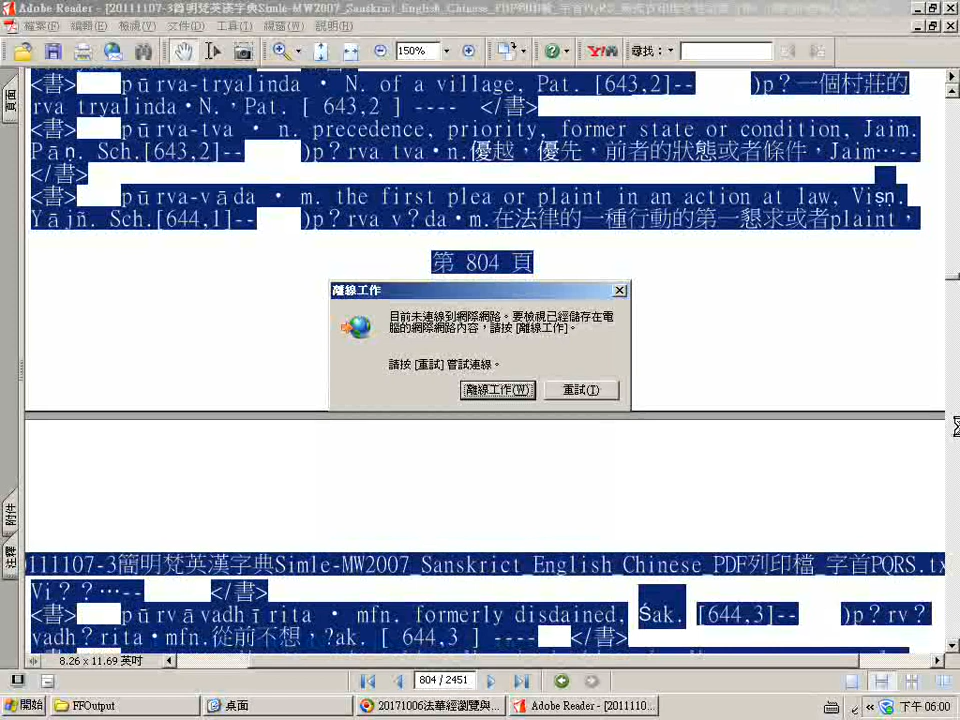 Adobe Reader - [20111107-3簡明梵英漢字典Simle-MW2007_Sanskrit_English_Chinese_PDF列印檔_字首PQRS
檔案(F) 編輯(E) 檢視(V) 文件(D) 工具(T) 視窗(W) 說明(H)
150% Y! 尋找：
頁面
<書> pūrva-tryalinda • N. of a village, Pat. [643,2]-- )p？一個村莊的
rva tryalinda•N.，Pat. [ 643,2 ] ---- </書>
<書> pūrva-tva • n. precedence, priority, former state or condition, Jaim.
Pāṇ. Sch.[643,2]-- )p？rva tva•n.優越，優先，前者的狀態或者條件，Jaim…--
</書>
<書> pūrva-vāda • m. the first plea or plaint in an action at law, Viṣṇ.
Yājñ. Sch.[644,1]-- )p？rva v？da•m.在法律的一種行動的第一懇求或者plaint，
第 804 頁
離線工作
目前未連線到網際網路。要檢視已經儲存在電
腦的網際網路內容，請按 [離線工作]。
請按 [重試] 嘗試連線。
離線工作(W) 重試(T)
附件
注釋
111107-3簡明梵英漢字典Simle-MW2007_Sanskrict_English_Chinese_PDF列印檔_字首PQRS.tx
Vi？？…-- </書>
<書> pūrvāvadhīrita • mfn. formerly disdained, Śak. [644,3]-- )p？rv？
vadh？rita•mfn.從前不想，?ak. [ 644,3 ] ---- </書>
8.26 x 11.69 英吋
804 / 2451
開始 FFOutput 桌面 20171006法華經瀏覽與... Adobe Reader - [2011110... 下午 06:00